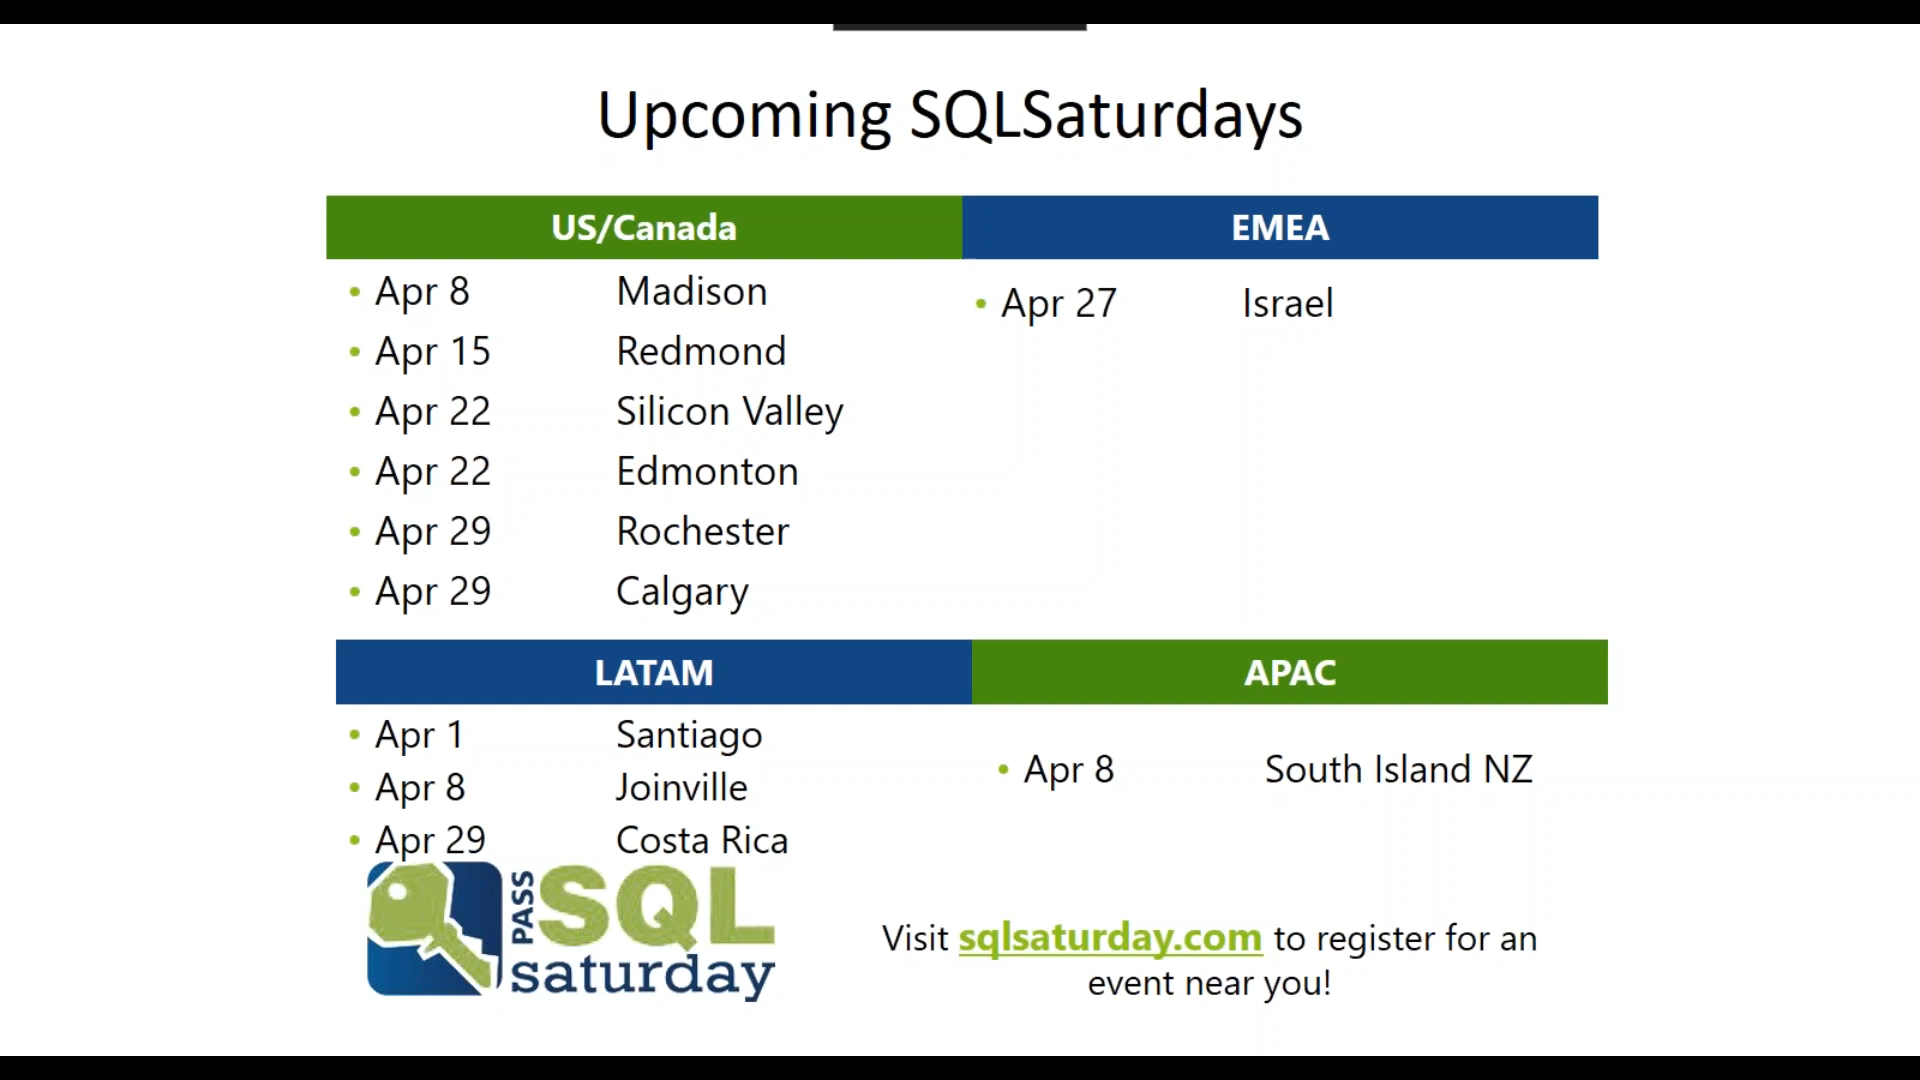 Upcoming SQLSaturdays
US/Canada
• Apr 8 Madison
• Apr 15 Redmond
• Apr 22 Silicon Valley
• Apr 22 Edmonton
• Apr 29 Rochester
• Apr 29 Calgary
EMEA
• Apr 27 Israel
LATAM
• Apr 1 Santiago
• Apr 8 Joinville
• Apr 29 Costa Rica
APAC
• Apr 8 South Island NZ
PASS
SQL
saturday
Visit sqlsaturday.com to register for an
event near you!